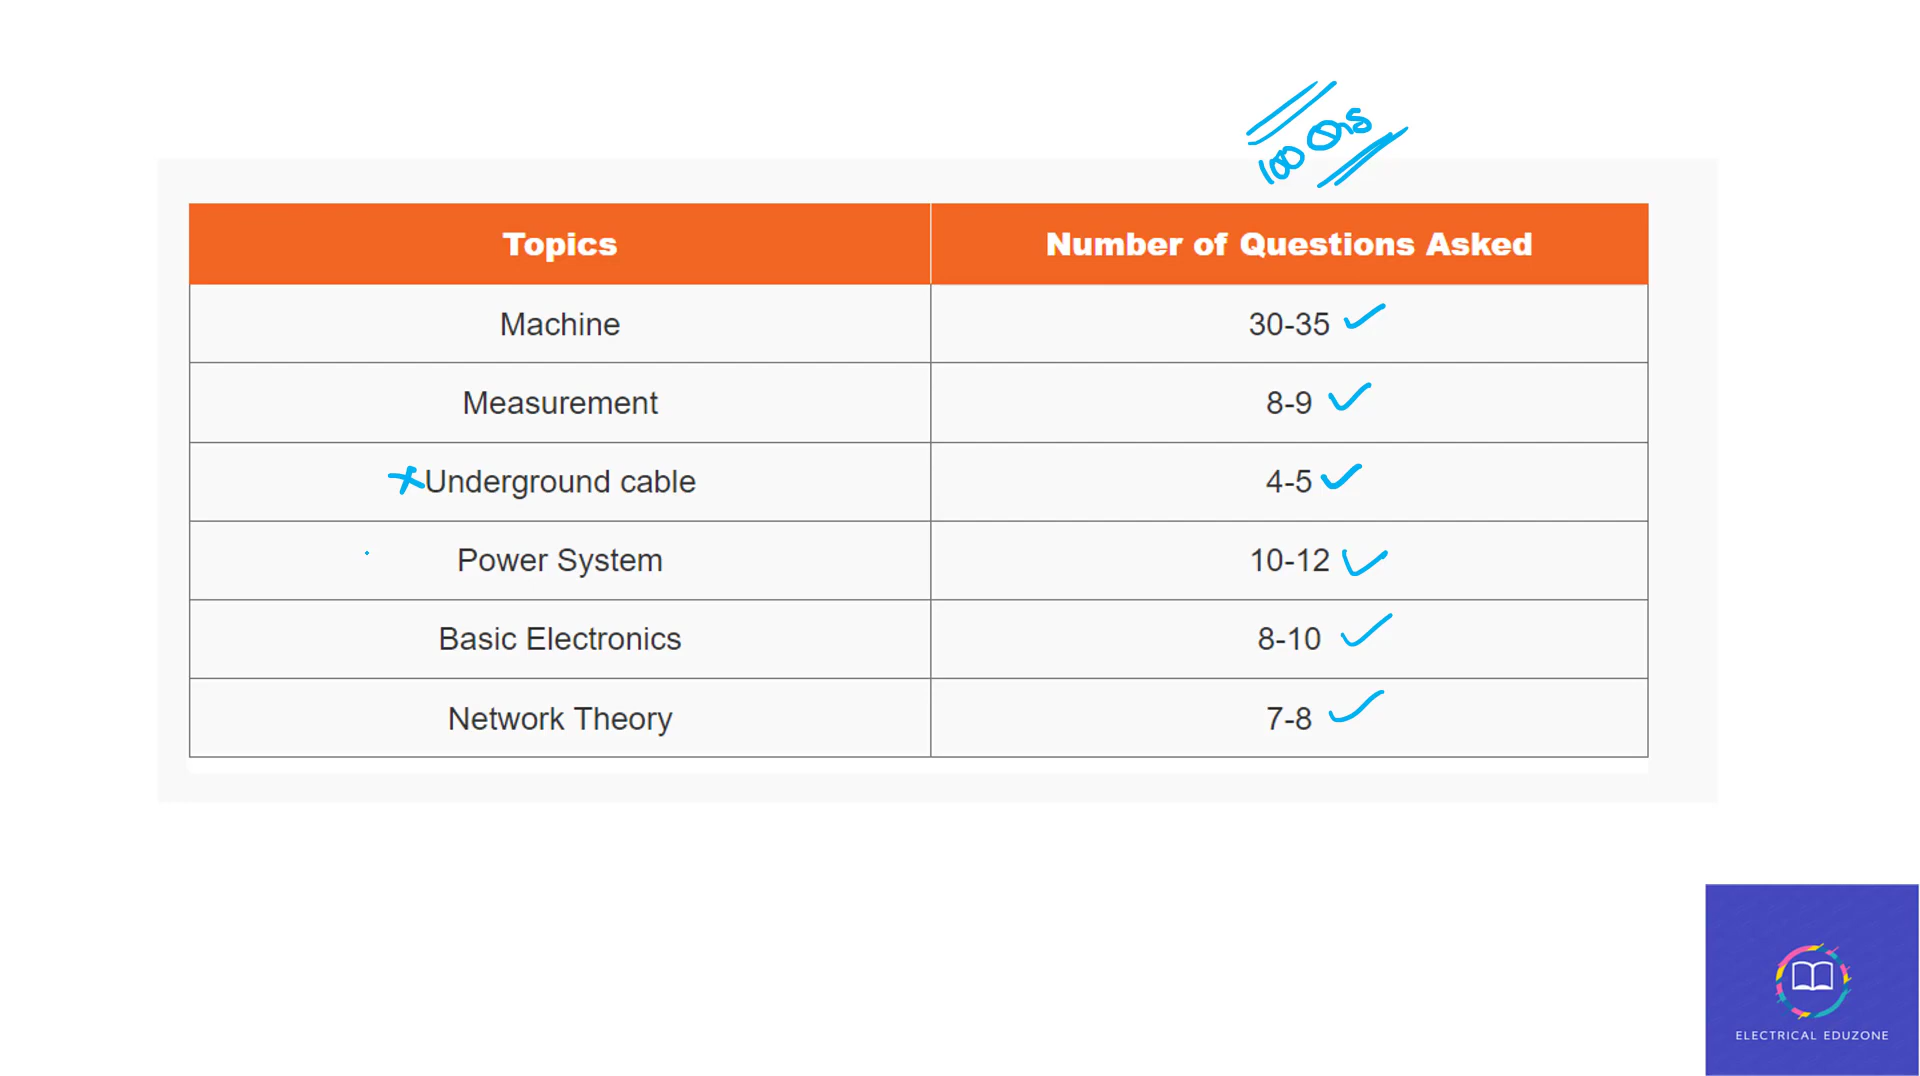 100 Qs
Topics Number of Questions Asked
Machine 30-35
Measurement 8-9
Underground cable 4-5
Power System 10-12
Basic Electronics 8-10
Network Theory 7-8
ELECTRICAL EDUZONE